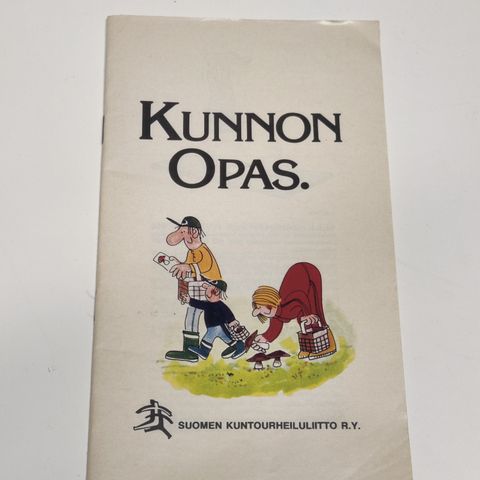 KUNNON
OPAS.
SUOMEN KUNTOURHEILULIITTO R.Y.